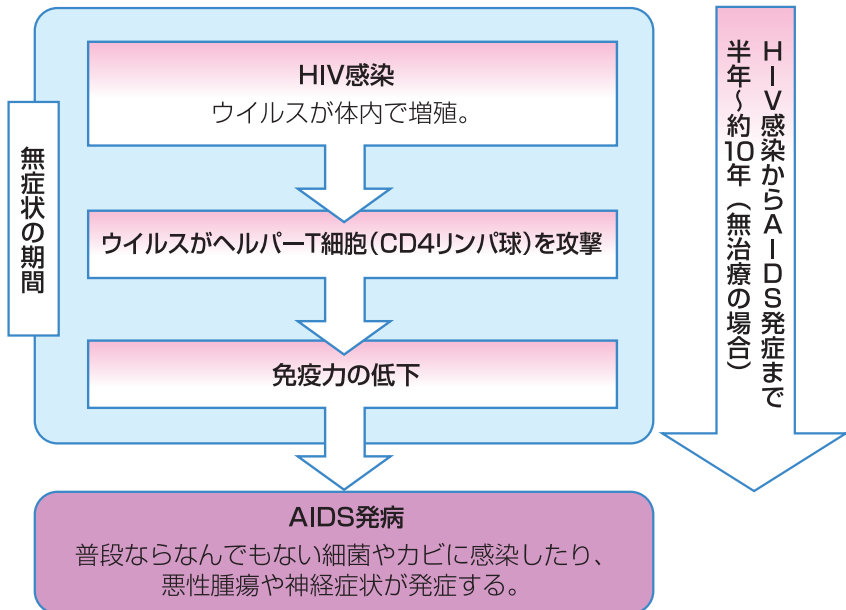 HIV感染
ウイルスが体内で増殖。
ウイルスがヘルパーT細胞（CD4リンパ球）を攻撃
免疫力の低下
無症状の期間
AIDS発病
普段ならなんでもない細菌やカビに感染したり、
悪性腫瘍や神経症状が発症する。
HIV感染からAIDS発症まで
半年～約10年（無治療の場合）